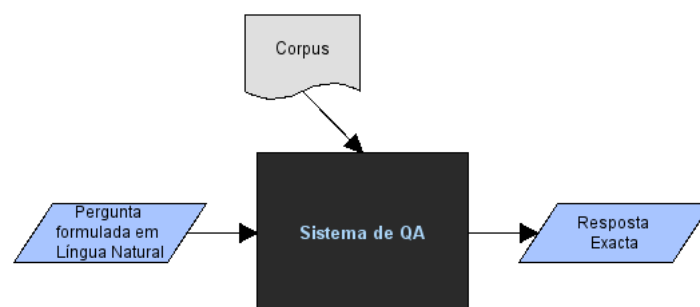 Corpus
Pergunta
formulada em
Língua Natural
Sistema de QA
Resposta
Exacta